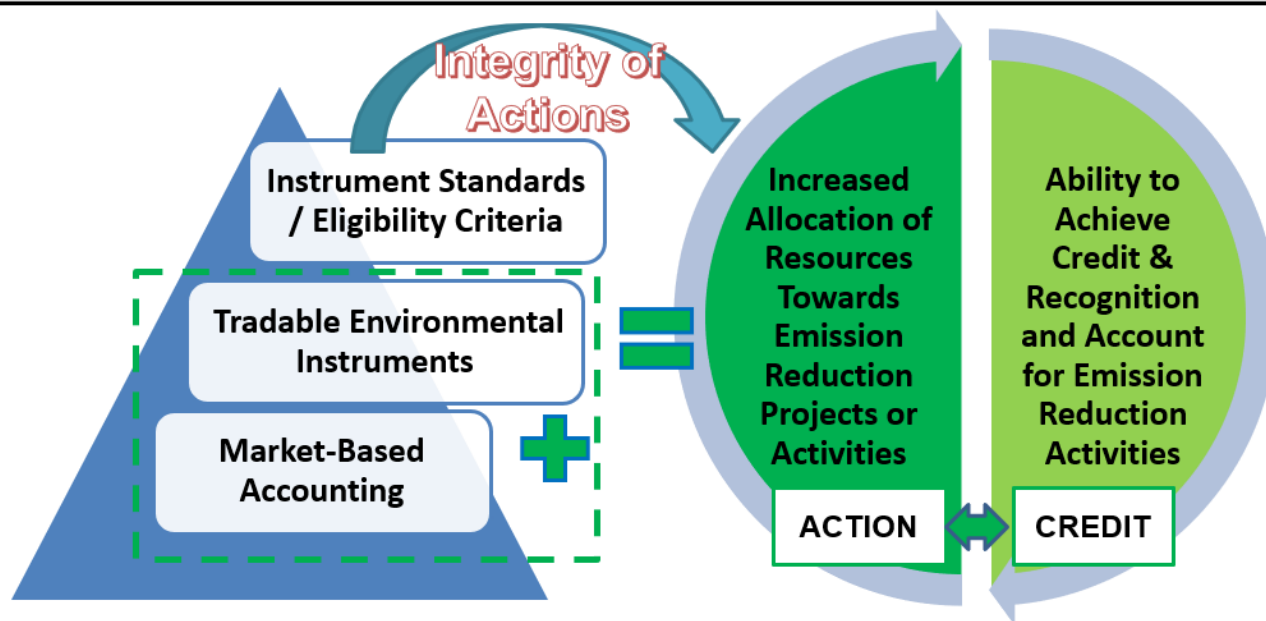 Integrity of
Actions
Instrument Standards
/ Eligibility Criteria
Tradable Environmental
Instruments
Market-Based
Accounting
Increased
Allocation of
Resources
Towards
Emission
Reduction
Projects or
Activities
ACTION
Ability to
Achieve
Credit &
Recognition
and Account
for Emission
Reduction
Activities
CREDIT